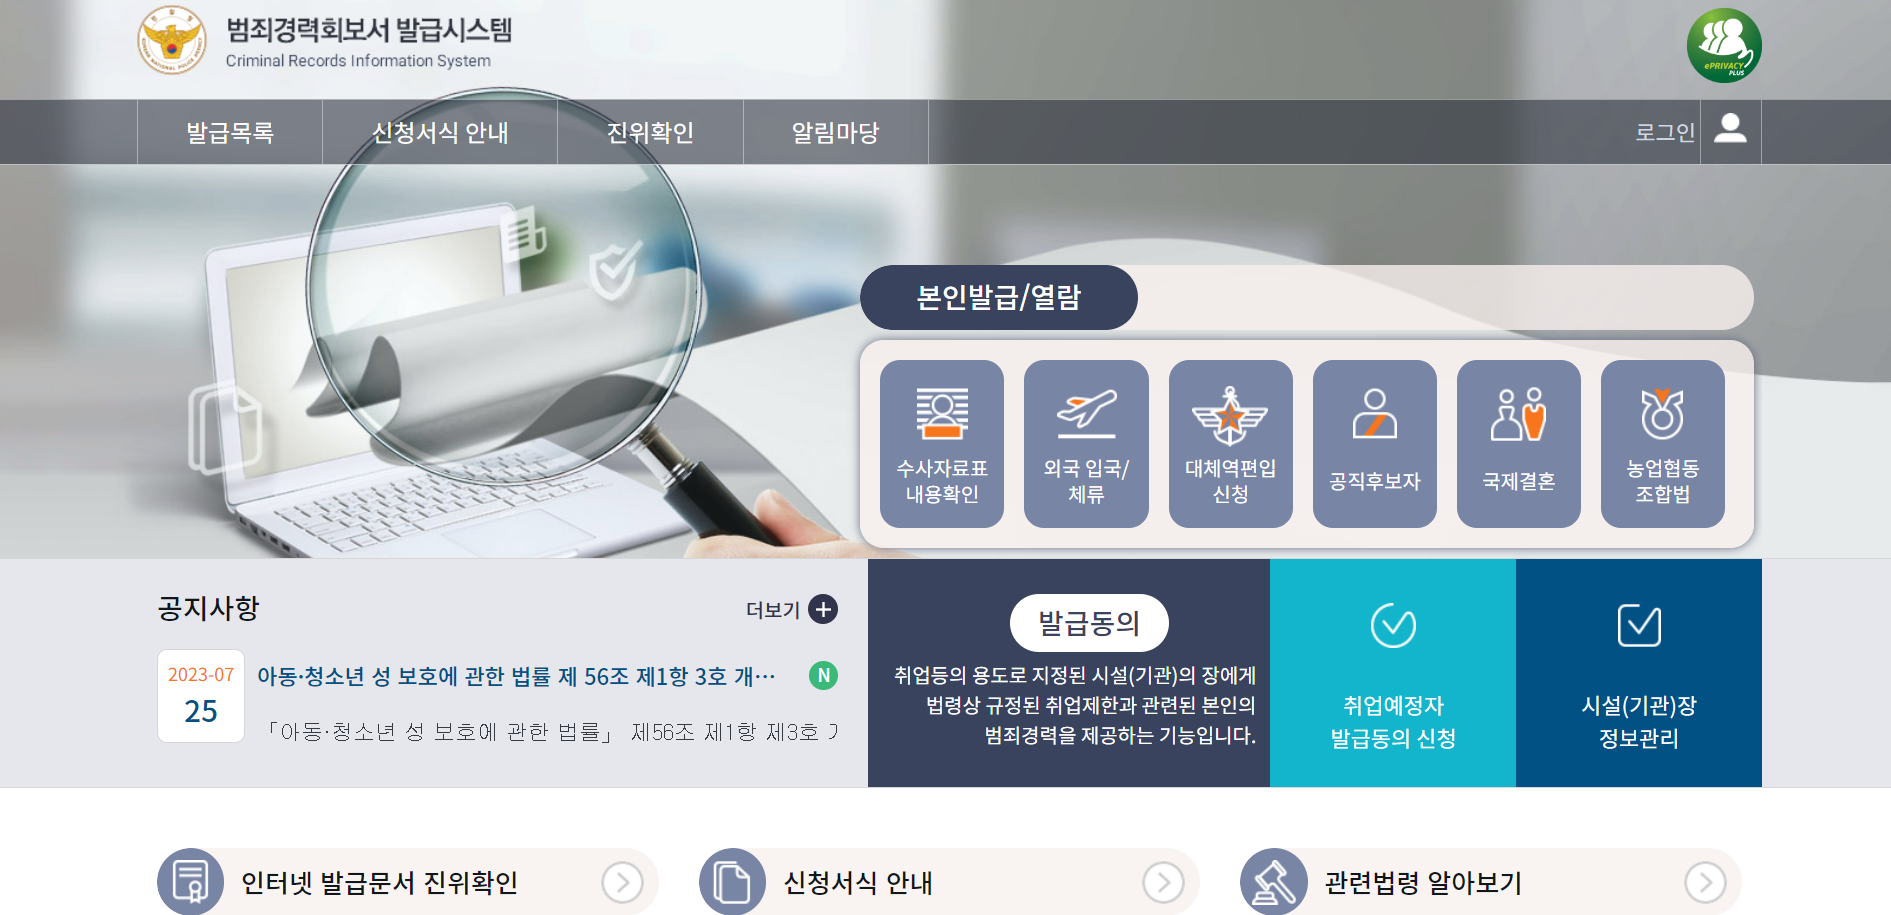 범죄경력회보서 발급시스템
Criminal Records Information System
ePRIVACY
PLUS
발급목록
신청서식 안내
진위확인
알림마당
로그인
본인발급/열람
수사자료표
내용확인
외국 입국/
체류
대체역편입
신청
공직후보자
국제결혼
농업협동
조합법
공지사항
더보기
2023-07
25
아동·청소년 성 보호에 관한 법률 제 56조 제1항 3호 개…
N
「아동·청소년 성 보호에 관한 법률」 제56조 제1항 제3호
발급동의
취업등의 용도로 지정된 시설(기관)의 장에게
법령상 규정된 취업제한과 관련된 본인의
범죄경력을 제공하는 기능입니다.
취업예정자
발급동의 신청
시설(기관)장
정보관리
인터넷 발급문서 진위확인
신청서식 안내
관련법령 알아보기